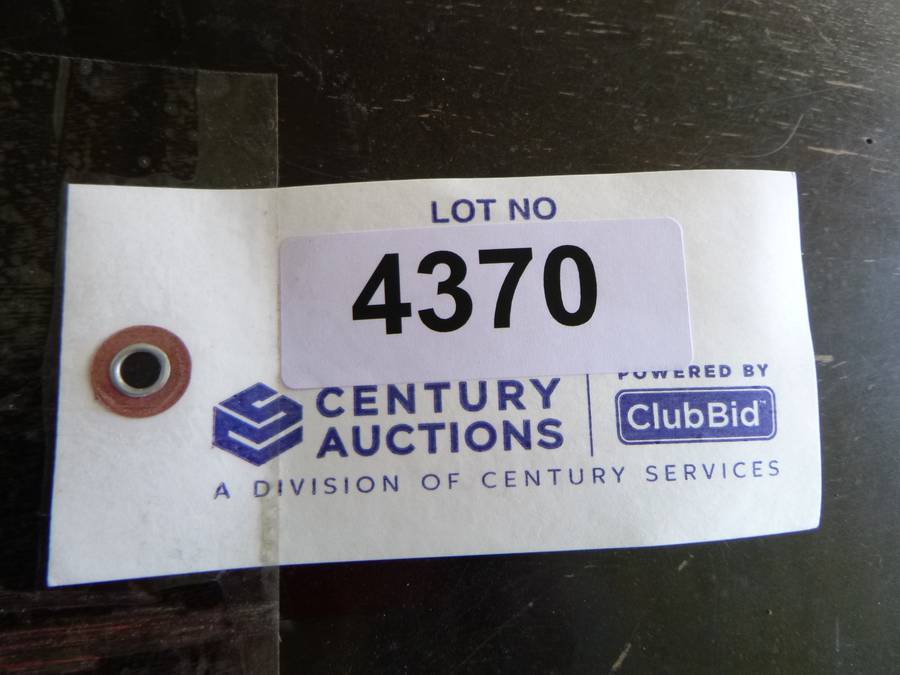 LOT NO
4370
CENTURY
AUCTIONS
POWERED BY
ClubBid™
A DIVISION OF CENTURY SERVICES